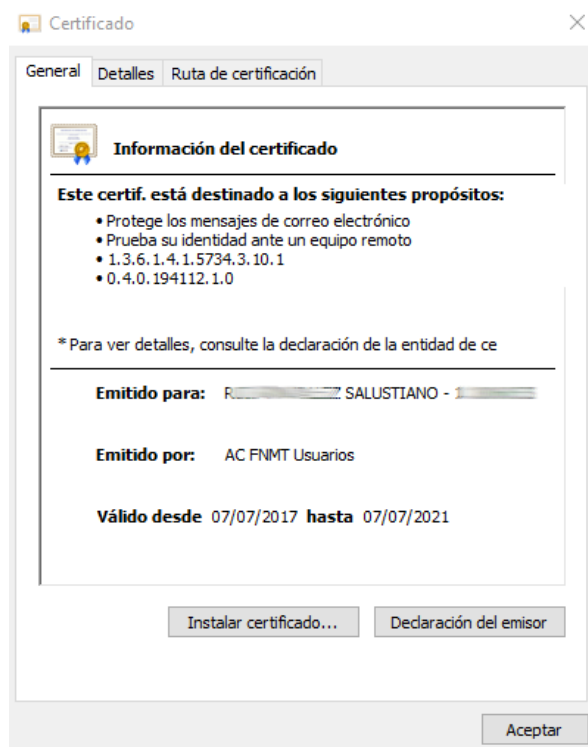 Certificado
General Detalles Ruta de certificación
Información del certificado
Este certif. está destinado a los siguientes propósitos:
• Protege los mensajes de correo electrónico
• Prueba su identidad ante un equipo remoto
• 1.3.6.1.4.1.5734.3.10.1
• 0.4.0.194112.1.0
* Para ver detalles, consulte la declaración de la entidad de ce
Emitido para: SALUSTIANO -
Emitido por: AC FNMT Usuarios
Válido desde 07/07/2017 hasta 07/07/2021
Instalar certificado... Declaración del emisor
Aceptar